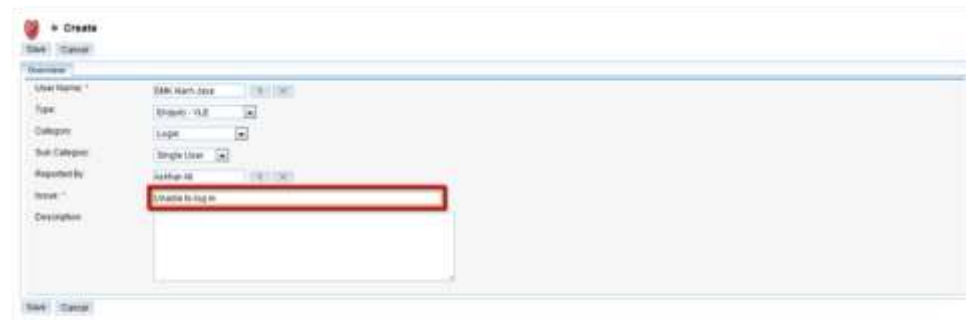 » Create
Save Cancel
Overview
User Name: *
Type:
Enquiry - VLE
Category:
Login
Sub Category:
Single User
Reported By:
Issue: *
Unable to log in
Description:
Save Cancel